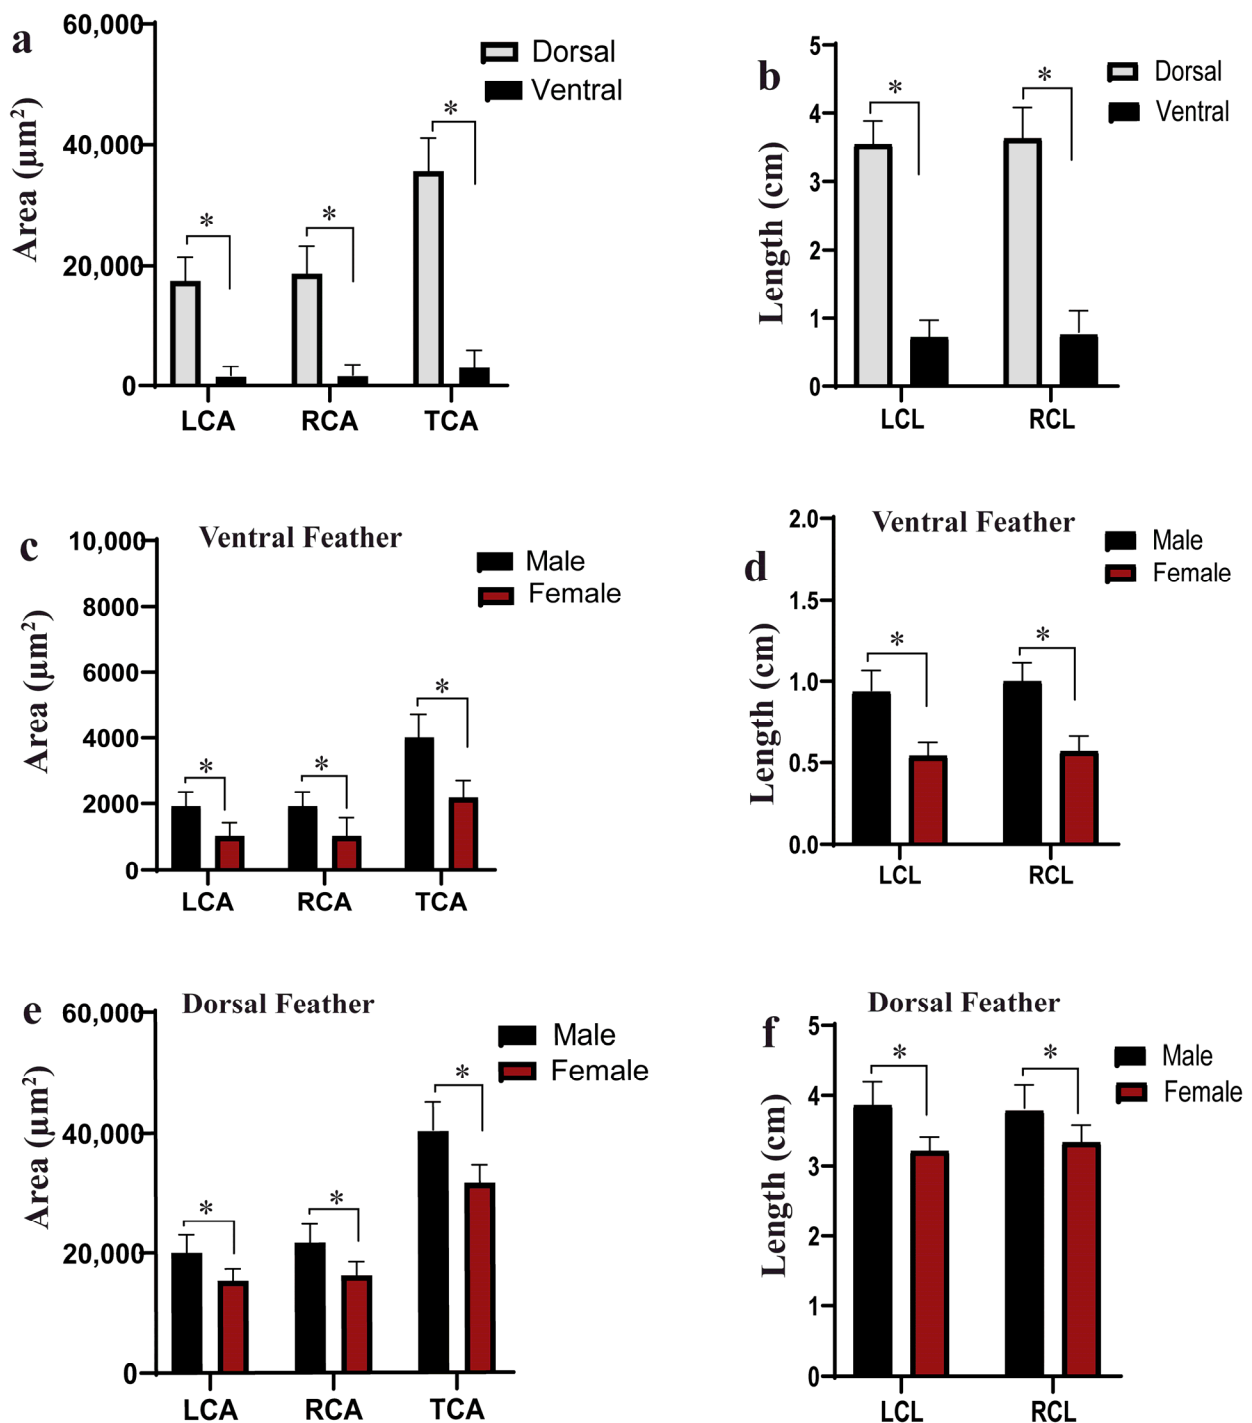 a
60,000
40,000
20,000
0
Area (μm²)
Dorsal
Ventral
*
*
*
LCA
RCA
TCA
b
5
4
3
2
1
0
Length (cm)
Dorsal
Ventral
*
*
LCL
RCL
c
Ventral Feather
10,000
8000
6000
4000
2000
0
Area (μm²)
Male
Female
*
*
*
LCA
RCA
TCA
d
Ventral Feather
2.0
1.5
1.0
0.5
0.0
Length (cm)
Male
Female
*
*
LCL
RCL
e
Dorsal Feather
60,000
40,000
20,000
0
Area (μm²)
Male
Female
*
*
*
LCA
RCA
TCA
f
Dorsal Feather
5
4
3
2
1
0
Length (cm)
Male
Female
*
*
LCL
RCL